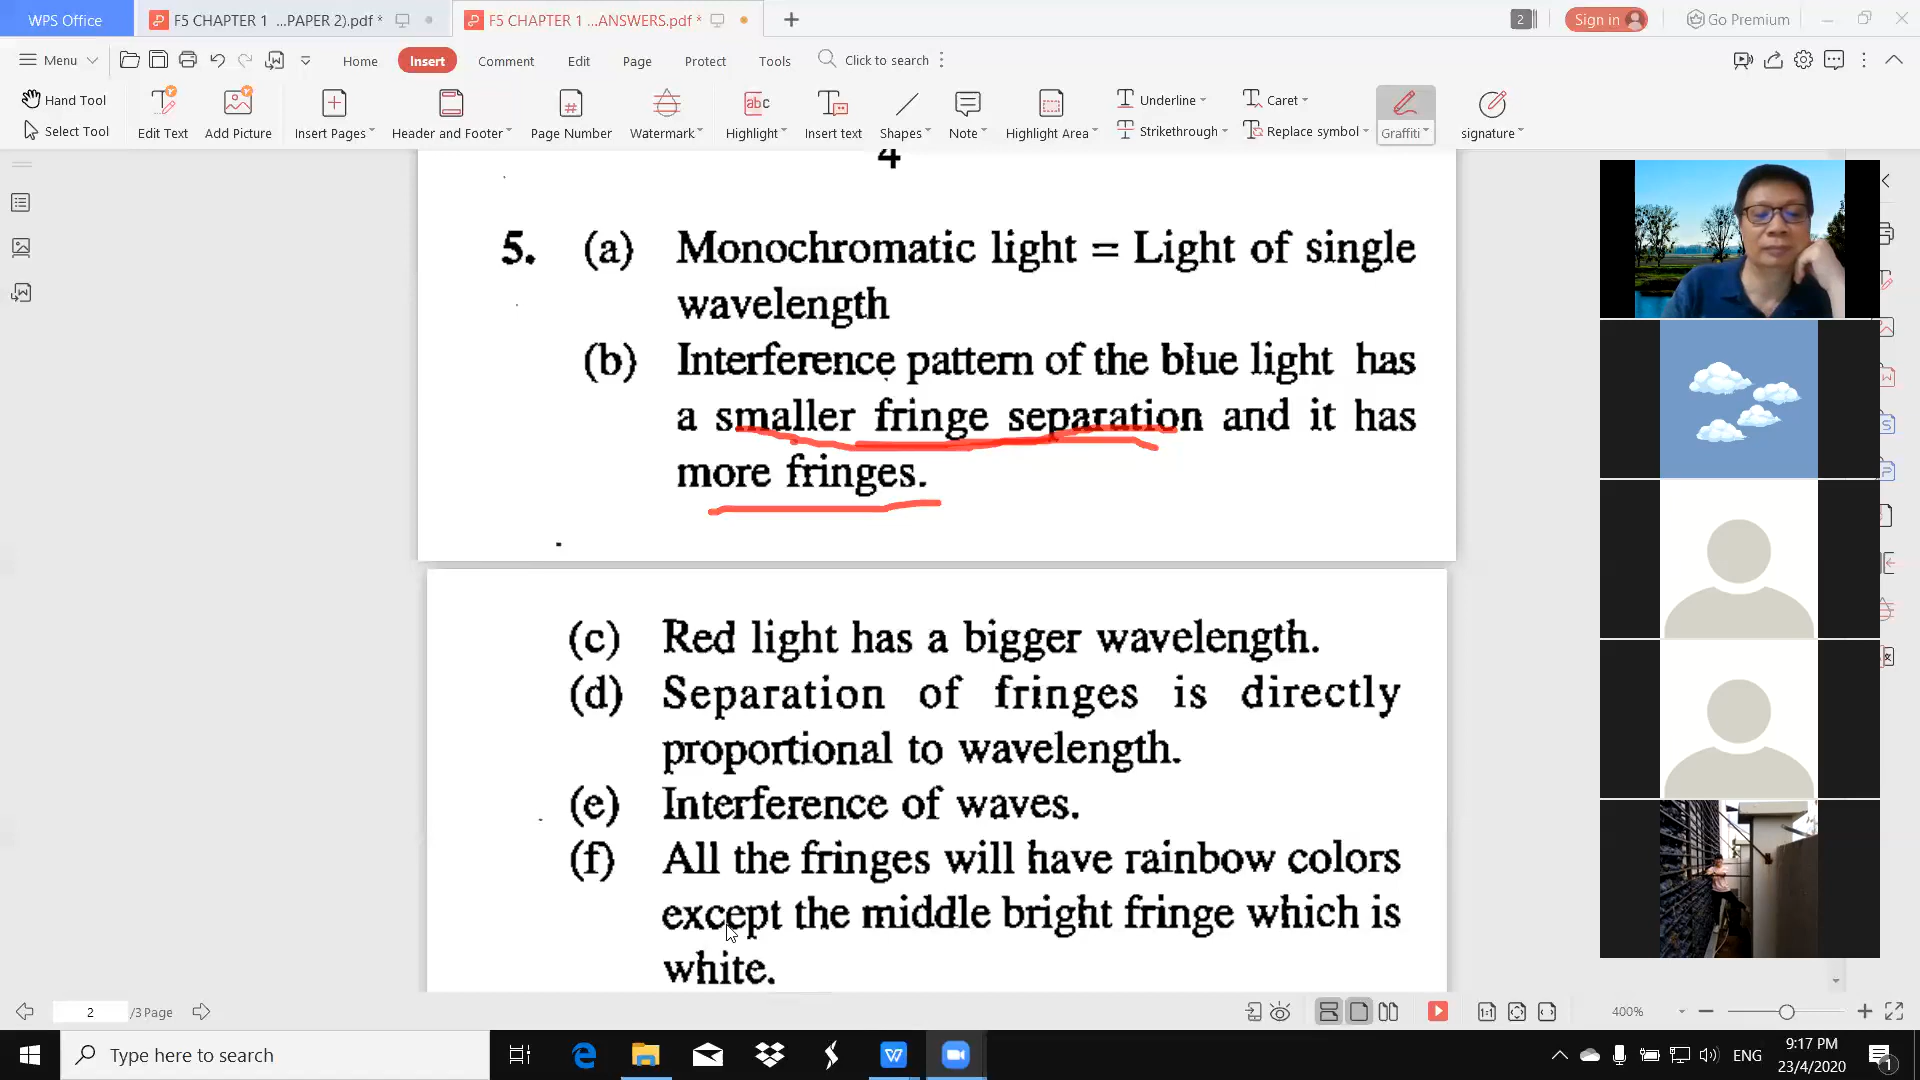 WPS Office
F5 CHAPTER 1 ...PAPER 2).pdf *
F5 CHAPTER 1 ...ANSWERS.pdf *
2
Sign in
Go Premium
Menu
Home
Insert
Comment
Edit
Page
Protect
Tools
Click to search
Hand Tool
Select Tool
Edit Text
Add Picture
Insert Pages
Header and Footer
Page Number
Watermark
Highlight
Insert text
Shapes
Note
Highlight Area
Underline
Strikethrough
Caret
Replace symbol
Graffiti
signature
4
5. (a) Monochromatic light = Light of single
wavelength
(b) Interference pattern of the blue light has
a smaller fringe separation and it has
more fringes.
(c) Red light has a bigger wavelength.
(d) Separation of fringes is directly
proportional to wavelength.
(e) Interference of waves.
(f) All the fringes will have rainbow colors
except the middle bright fringe which is
white.
2 /3 Page
400%
Type here to search
ENG
9:17 PM
23/4/2020
1